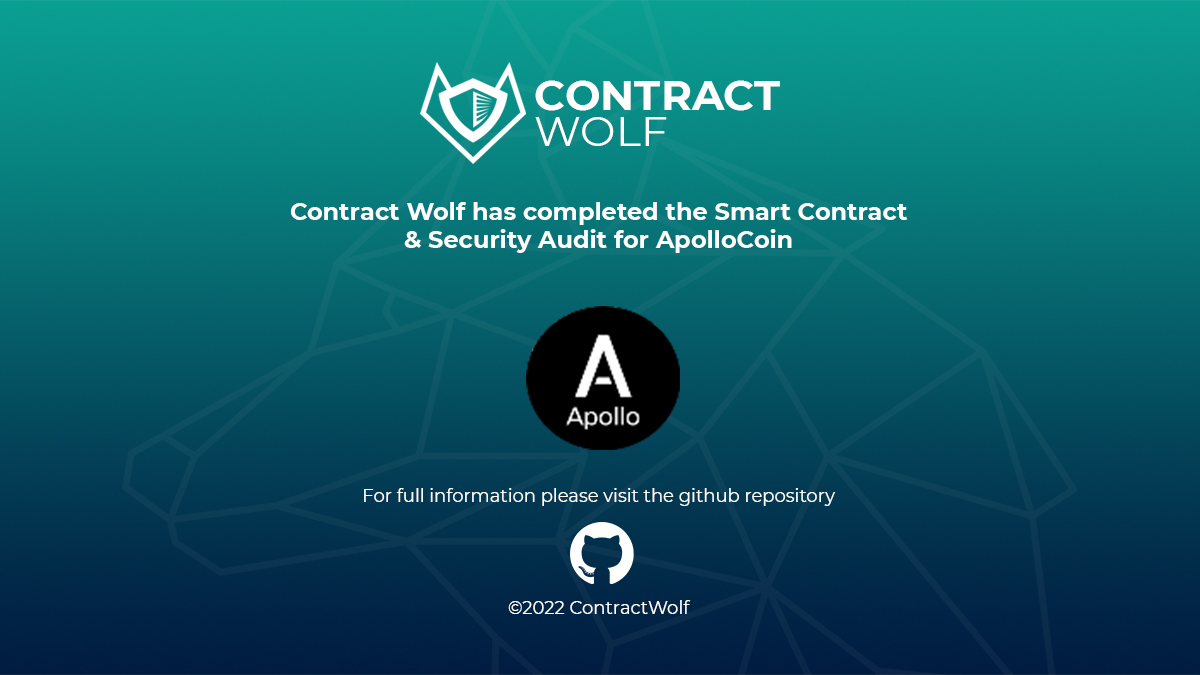 CONTRACT
WOLF
Contract Wolf has completed the Smart Contract
& Security Audit for ApolloCoin
A
Apollo
For full information please visit the github repository
©2022 ContractWolf